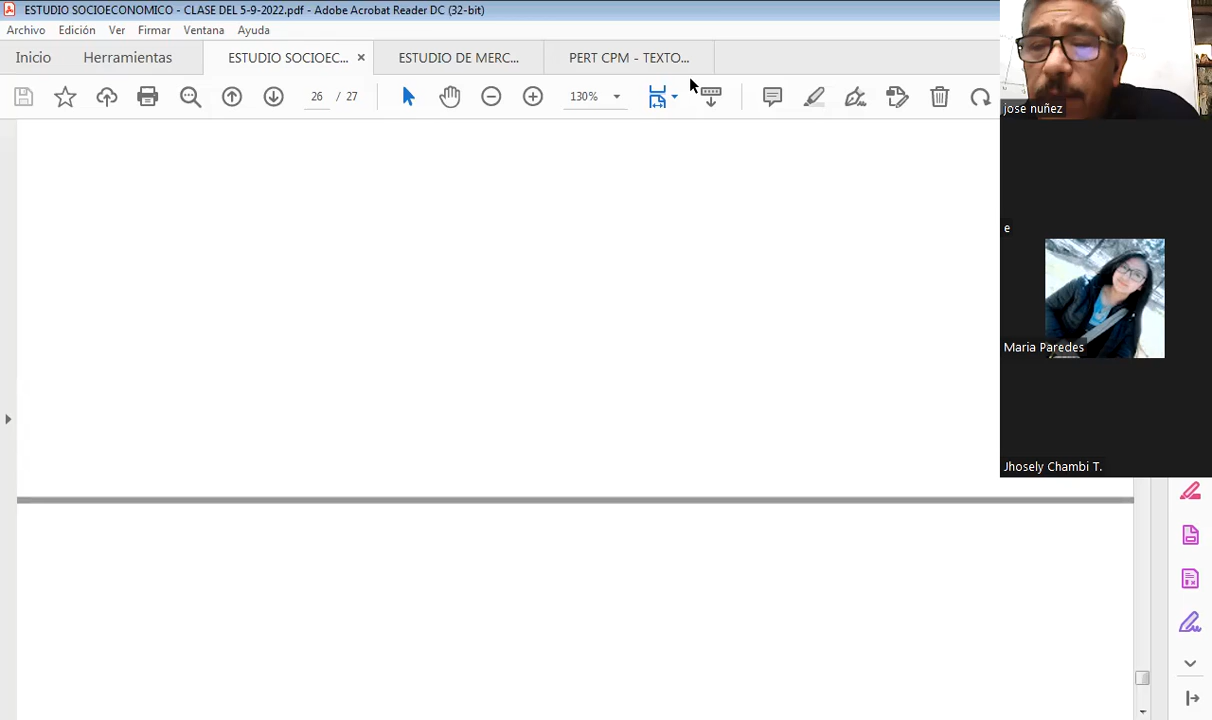 ESTUDIO SOCIOECONOMICO - CLASE DEL 5-9-2022.pdf - Adobe Acrobat Reader DC (32-bit)
Archivo Edición Ver Firmar Ventana Ayuda
Inicio Herramientas ESTUDIO SOCIOEC... × ESTUDIO DE MERC... PERT CPM - TEXTO...
26 / 27 130%
jose nuñez
e
Maria Paredes
Jhosely Chambi T.